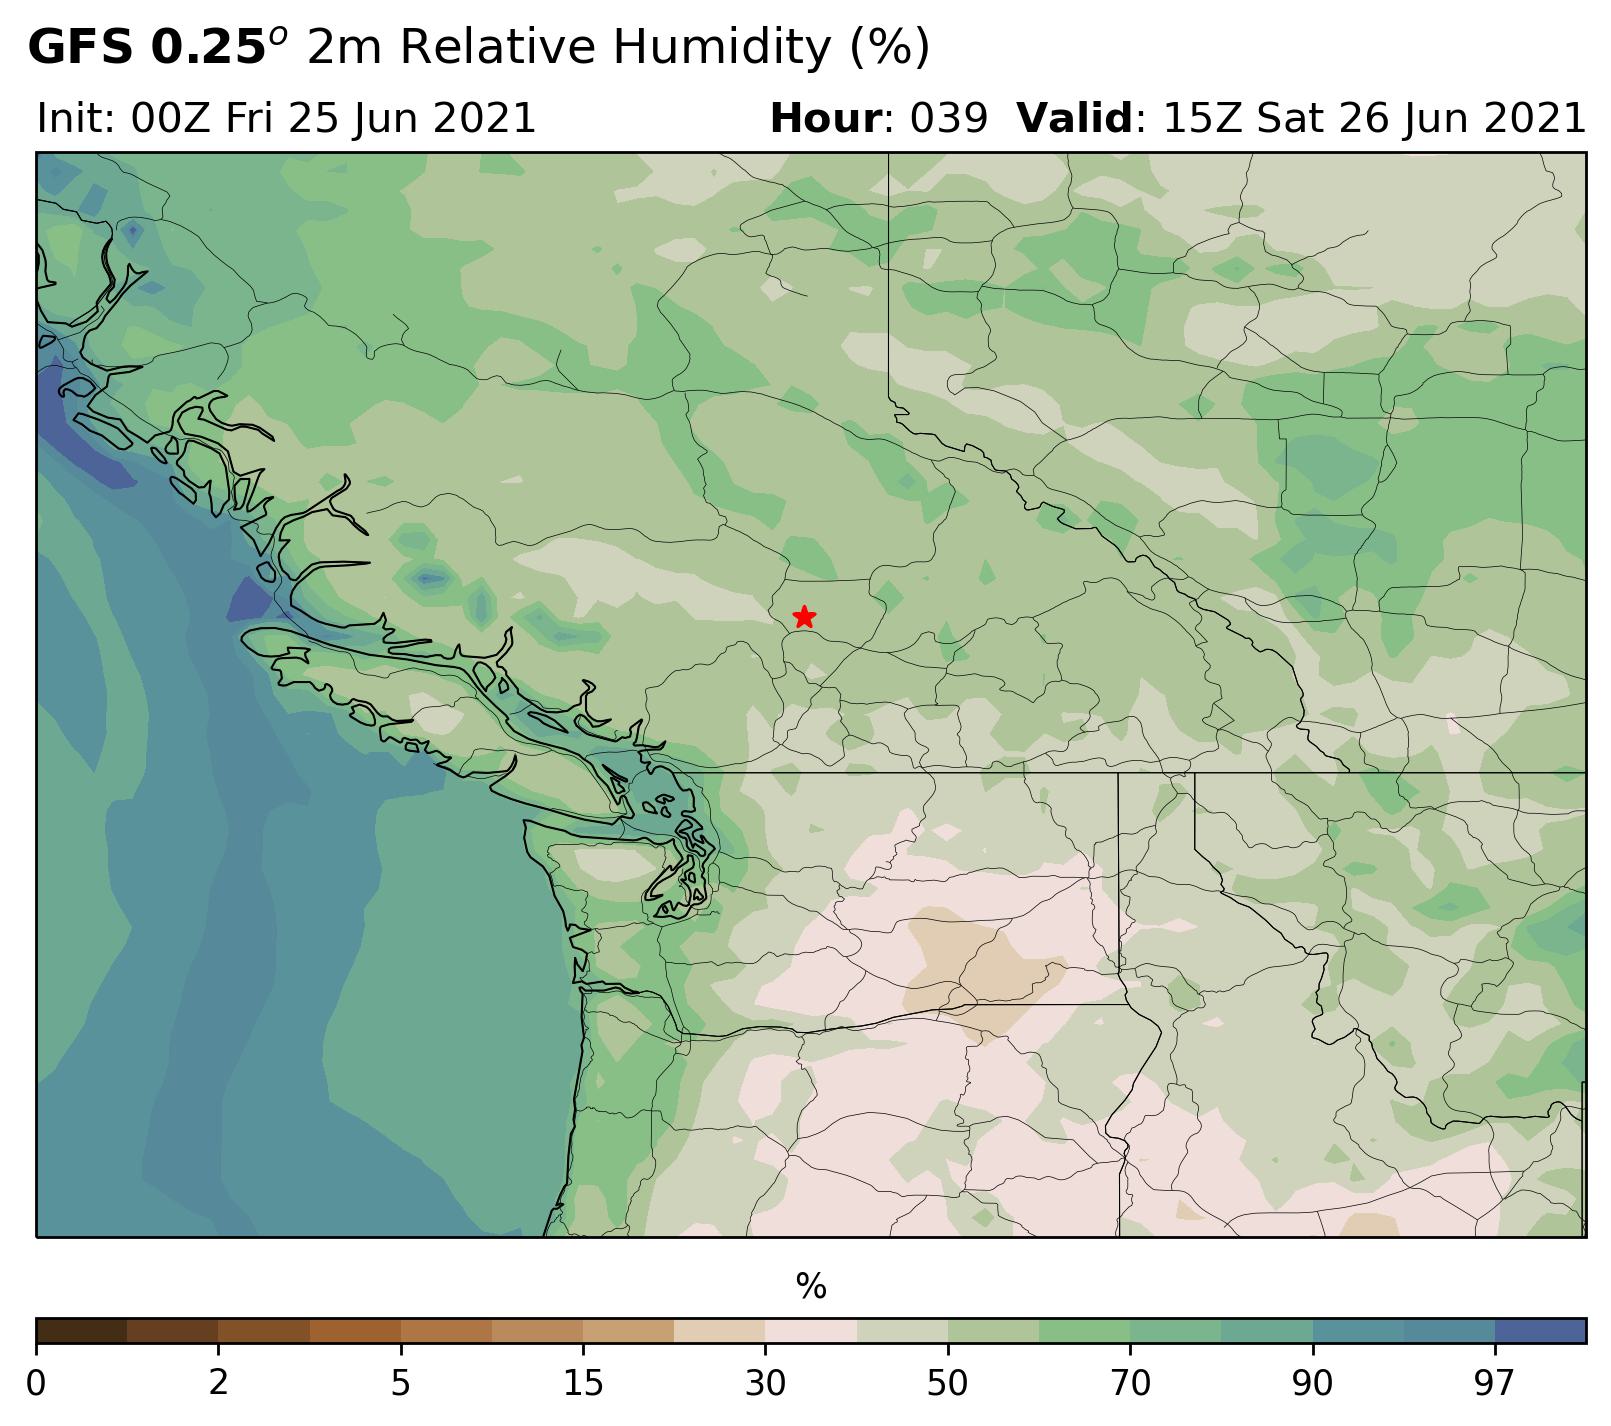 GFS 0.25° 2m Relative Humidity (%)
Init: 00Z Fri 25 Jun 2021 Hour: 039 Valid: 15Z Sat 26 Jun 2021
%
0 2 5 15 30 50 70 90 97